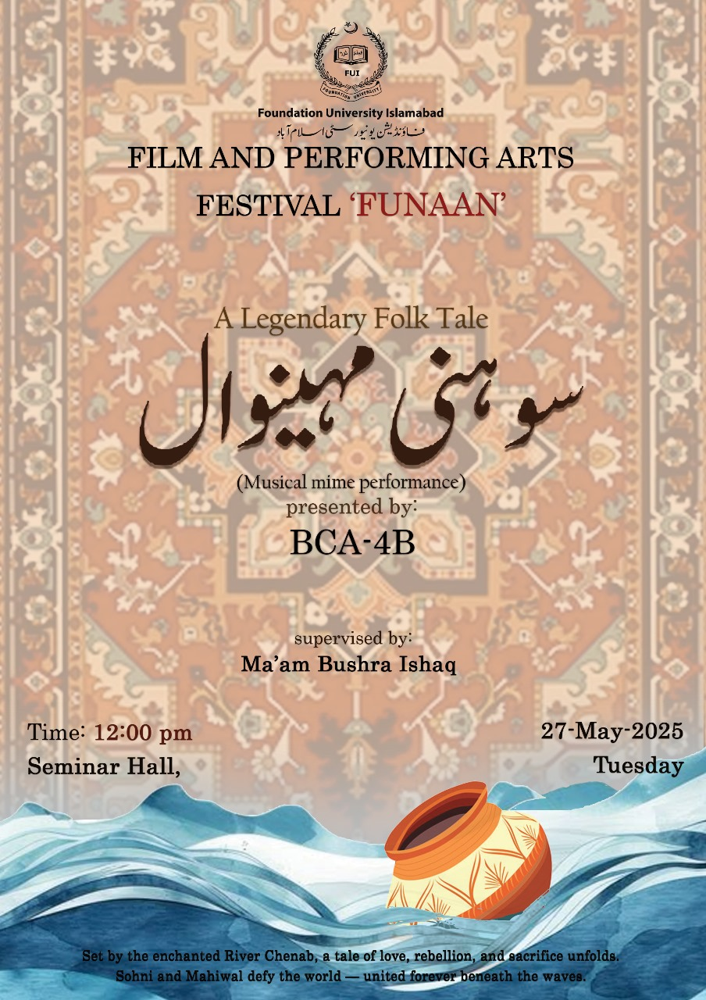 FUI
FOUNDATION UNIVERSITY
Foundation University Islamabad
فاؤنڈیشن یونیورسٹی اسلام آباد
FILM AND PERFORMING ARTS
FESTIVAL ‘FUNAAN’
A Legendary Folk Tale
سوہنی مہینوال
(Musical mime performance)
presented by:
BCA-4B
supervised by:
Ma’am Bushra Ishaq
Time: 12:00 pm
Seminar Hall,
27-May-2025
Tuesday
Set by the enchanted River Chenab, a tale of love, rebellion, and sacrifice unfolds.
Sohni and Mahiwal defy the world — united forever beneath the waves.